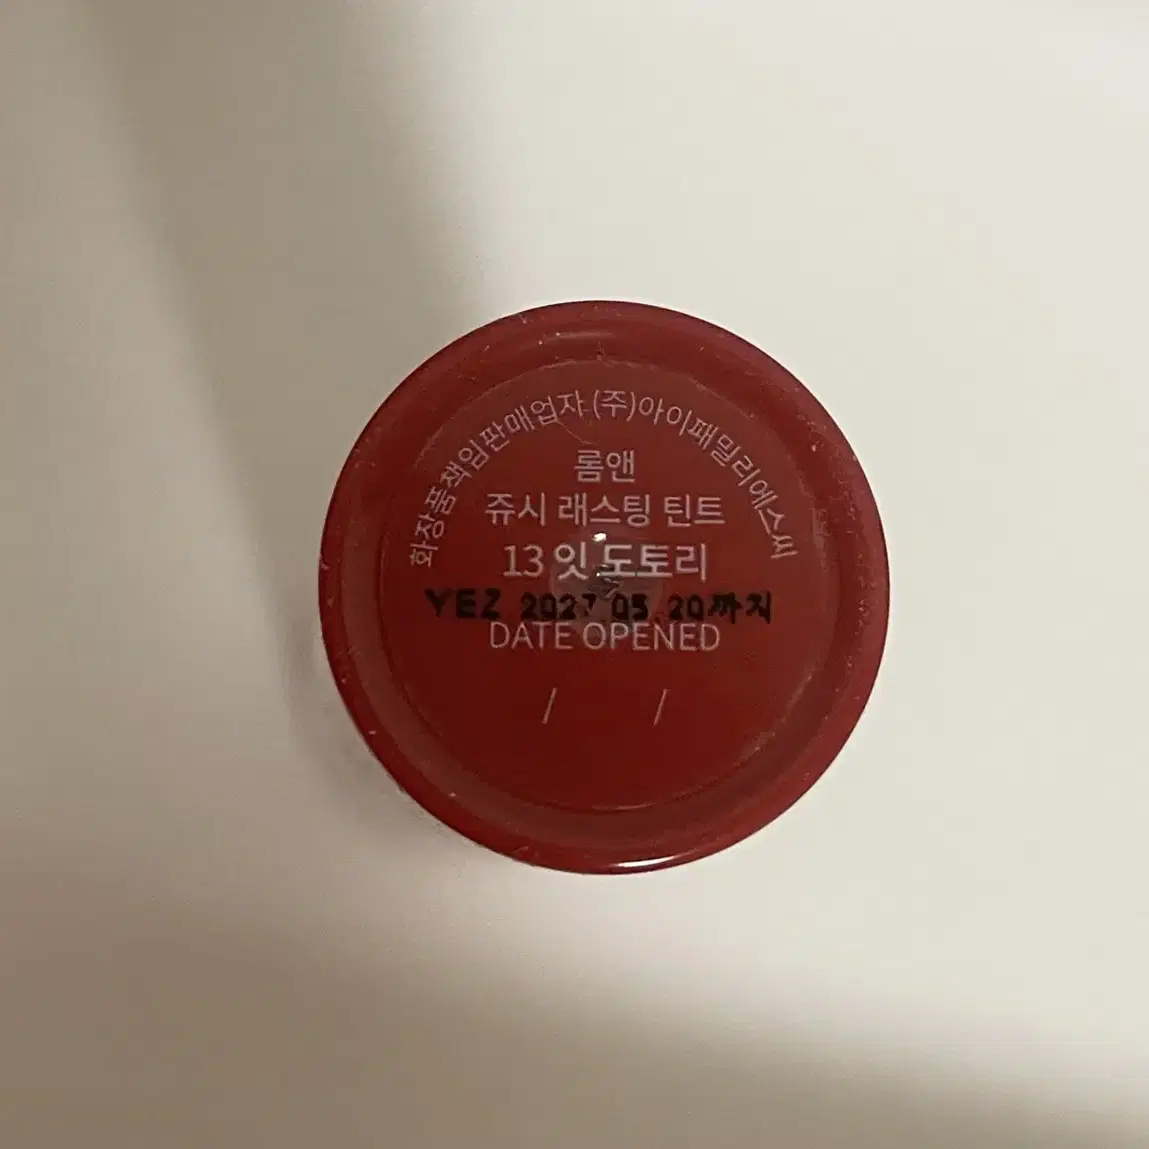 화장품책임판매업자.(주)아이패밀리에스씨
롬앤
쥬시 래스팅 틴트
13 잇 도토리
YEZ 2027.05.20까지
DATE OPENED
/ /